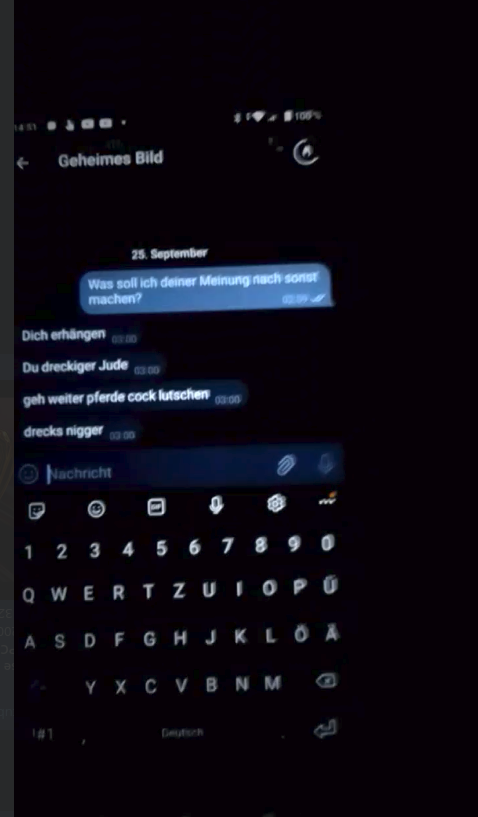 14:51
100%
Geheimes Bild
25. September
Was soll ich deiner Meinung nach sonst
machen?
03:00
Dich erhängen 03:00
Du dreckiger Jude 03:00
geh weiter pferde cock lutschen 03:00
drecks nigger 03:00
Nachricht
GIF
1 2 3 4 5 6 7 8 9 0
Q W E R T Z U I O P Ü
A S D F G H J K L Ö Ä
Y X C V B N M
!#1 , Deutsch .